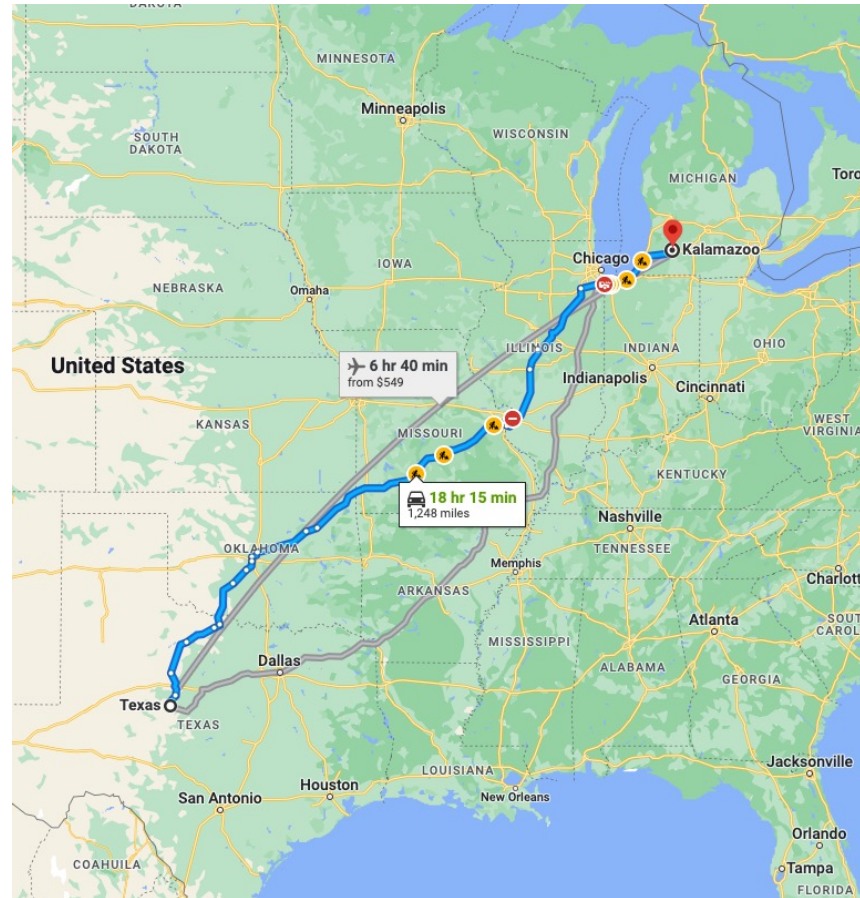 NORTH
DAKOTA
MINNESOTA
Minneapolis
WISCONSIN
SOUTH
DAKOTA
MICHIGAN
Toro
Kalamazoo
Chicago
IOWA
NEBRASKA
Omaha
ILLINOIS
INDIANA
OHIO
United States
6 hr 40 min
from $549
Indianapolis
Cincinnati
KANSAS
MISSOURI
WEST
VIRGINIA
KENTUCKY
18 hr 15 min
1,248 miles
Nashville
TENNESSEE
OKLAHOMA
Memphis
Charlott
ARKANSAS
SOUT
CAROL
Atlanta
MISSISSIPPI
Dallas
ALABAMA
GEORGIA
Texas
TEXAS
Jacksonville
LOUISIANA
Houston
San Antonio
New Orleans
Orlando
COAHUILA
Tampa
FLORIDA